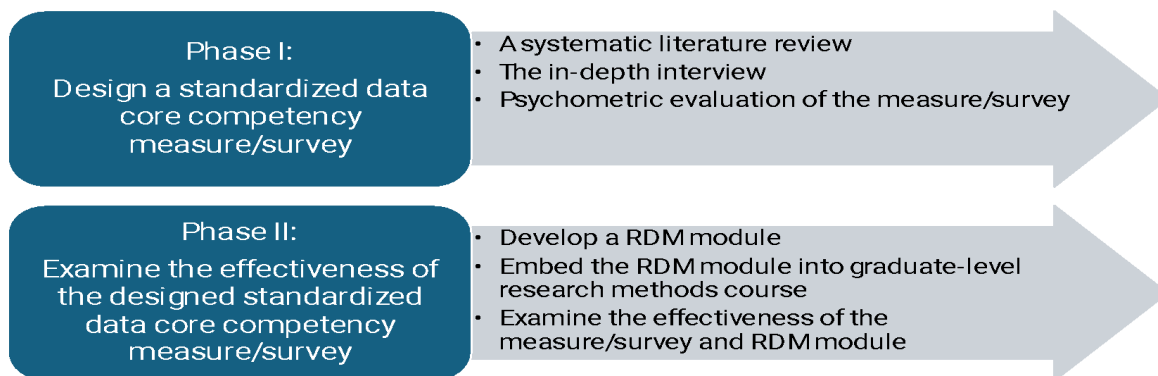 Phase I:
Design a standardized data
core competency
measure/survey
• A systematic literature review
• The in-depth interview
• Psychometric evaluation of the measure/survey
Phase II:
Examine the effectiveness of
the designed standardized
data core competency
measure/survey
• Develop a RDM module
• Embed the RDM module into graduate-level
research methods course
• Examine the effectiveness of the
measure/survey and RDM module